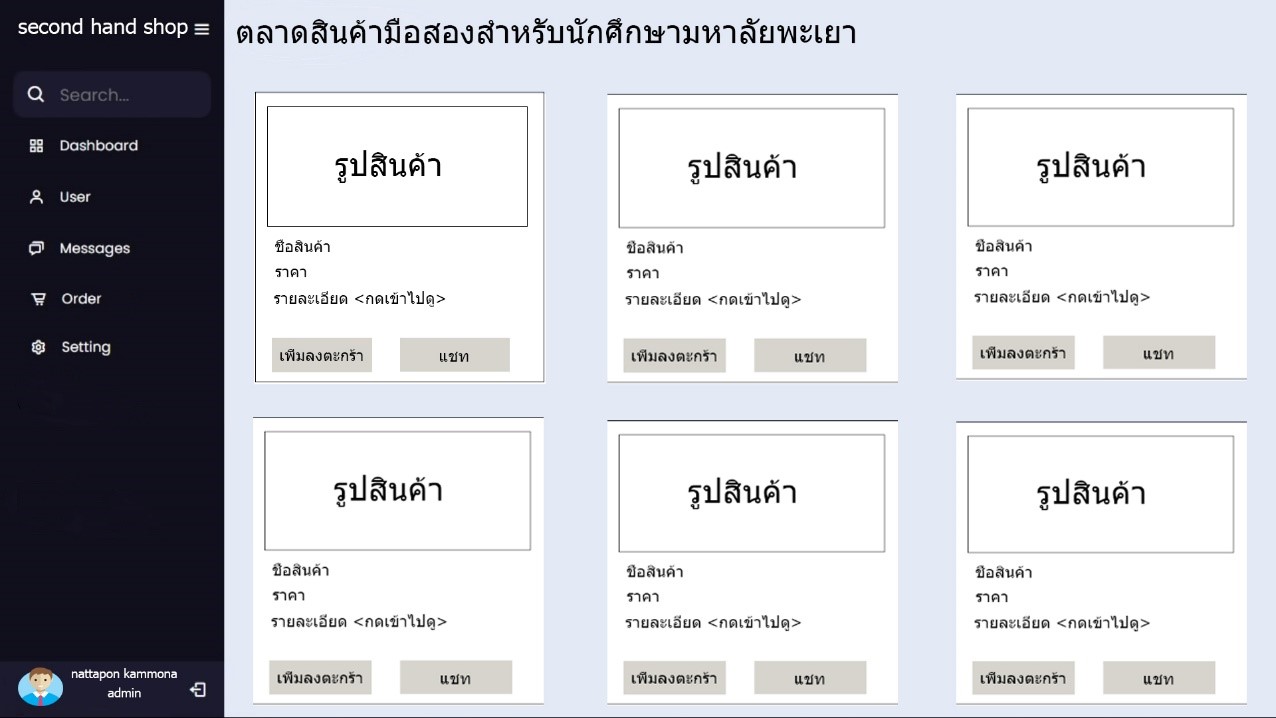 second hand shop
ตลาดสินค้ามือสองสำหรับนักศึกษามหาลัยพะเยา
Search...
Dashboard
User
Messages
Order
Setting
nattapon kammona
admin
รูปสินค้า
ชือสินค้า
ราคา
รายละเอียด <กดเข้าไปดู>
เพิมลงตะกร้า แชท
รูปสินค้า
ชือสินค้า
ราคา
รายละเอียด <กดเข้าไปดู>
เพิมลงตะกร้า แชท
รูปสินค้า
ชือสินค้า
ราคา
รายละเอียด <กดเข้าไปดู>
เพิมลงตะกร้า แชท
รูปสินค้า
ชือสินค้า
ราคา
รายละเอียด <กดเข้าไปดู>
เพิมลงตะกร้า แชท
รูปสินค้า
ชือสินค้า
ราคา
รายละเอียด <กดเข้าไปดู>
เพิมลงตะกร้า แชท
รูปสินค้า
ชือสินค้า
ราคา
รายละเอียด <กดเข้าไปดู>
เพิมลงตะกร้า แชท